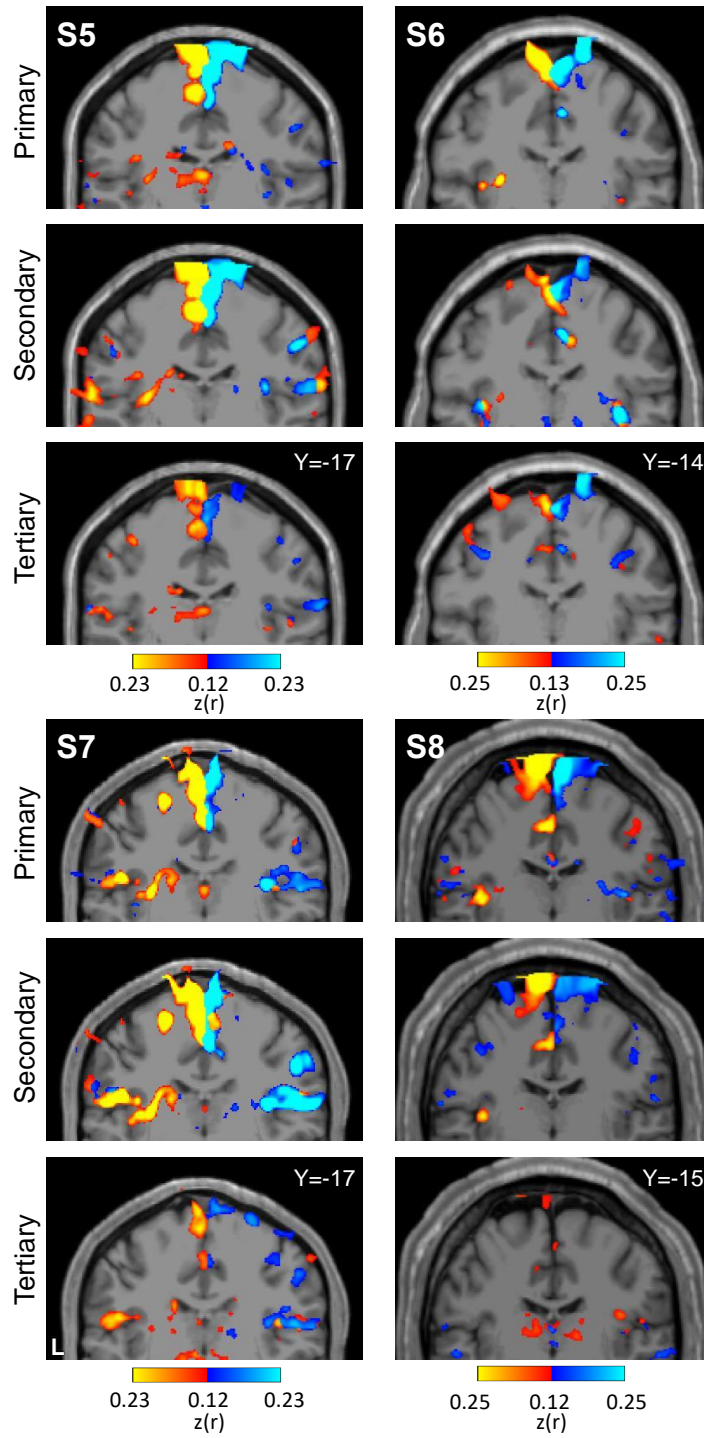 S5
S6
Primary
Secondary
Y=-17
Y=-14
Tertiary
0.23 0.12 0.23
z(r)
0.25 0.13 0.25
z(r)
S7
S8
Primary
Secondary
Y=-17
Y=-15
Tertiary
L
0.23 0.12 0.23
z(r)
0.25 0.12 0.25
z(r)